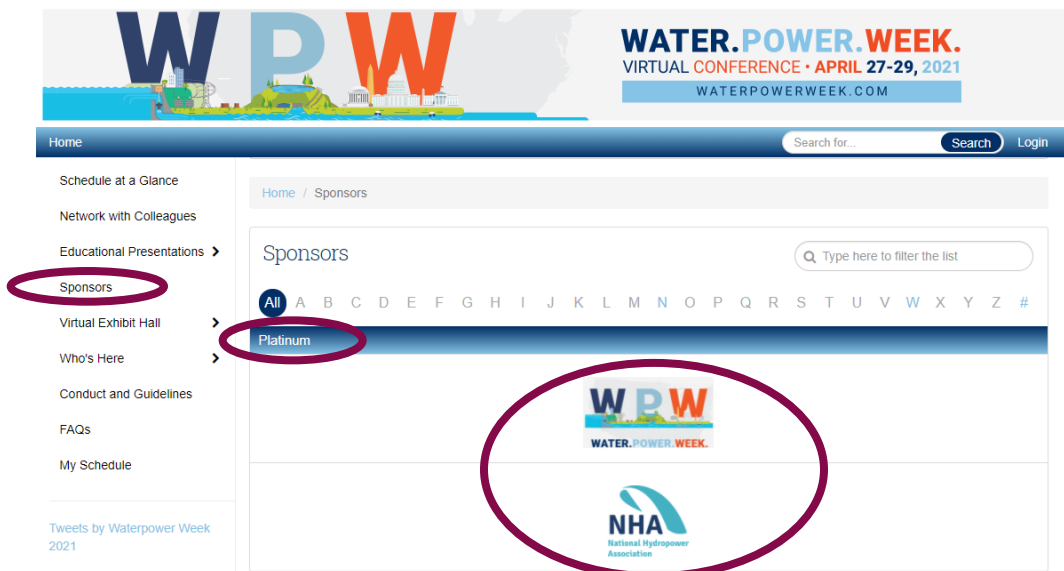 WPW
WATER.POWER.WEEK.
VIRTUAL CONFERENCE • APRIL 27-29, 2021
WATERPOWERWEEK.COM
Home
Search for...
Search
Login
Schedule at a Glance
Network with Colleagues
Educational Presentations
Sponsors
Virtual Exhibit Hall
Who's Here
Conduct and Guidelines
FAQs
My Schedule
Tweets by Waterpower Week
2021
Home / Sponsors
Sponsors
Type here to filter the list
All A B C D E F G H I J K L M N O P Q R S T U V W X Y Z #
Platinum
WPW
WATER.POWER.WEEK.
NHA
National Hydropower
Association